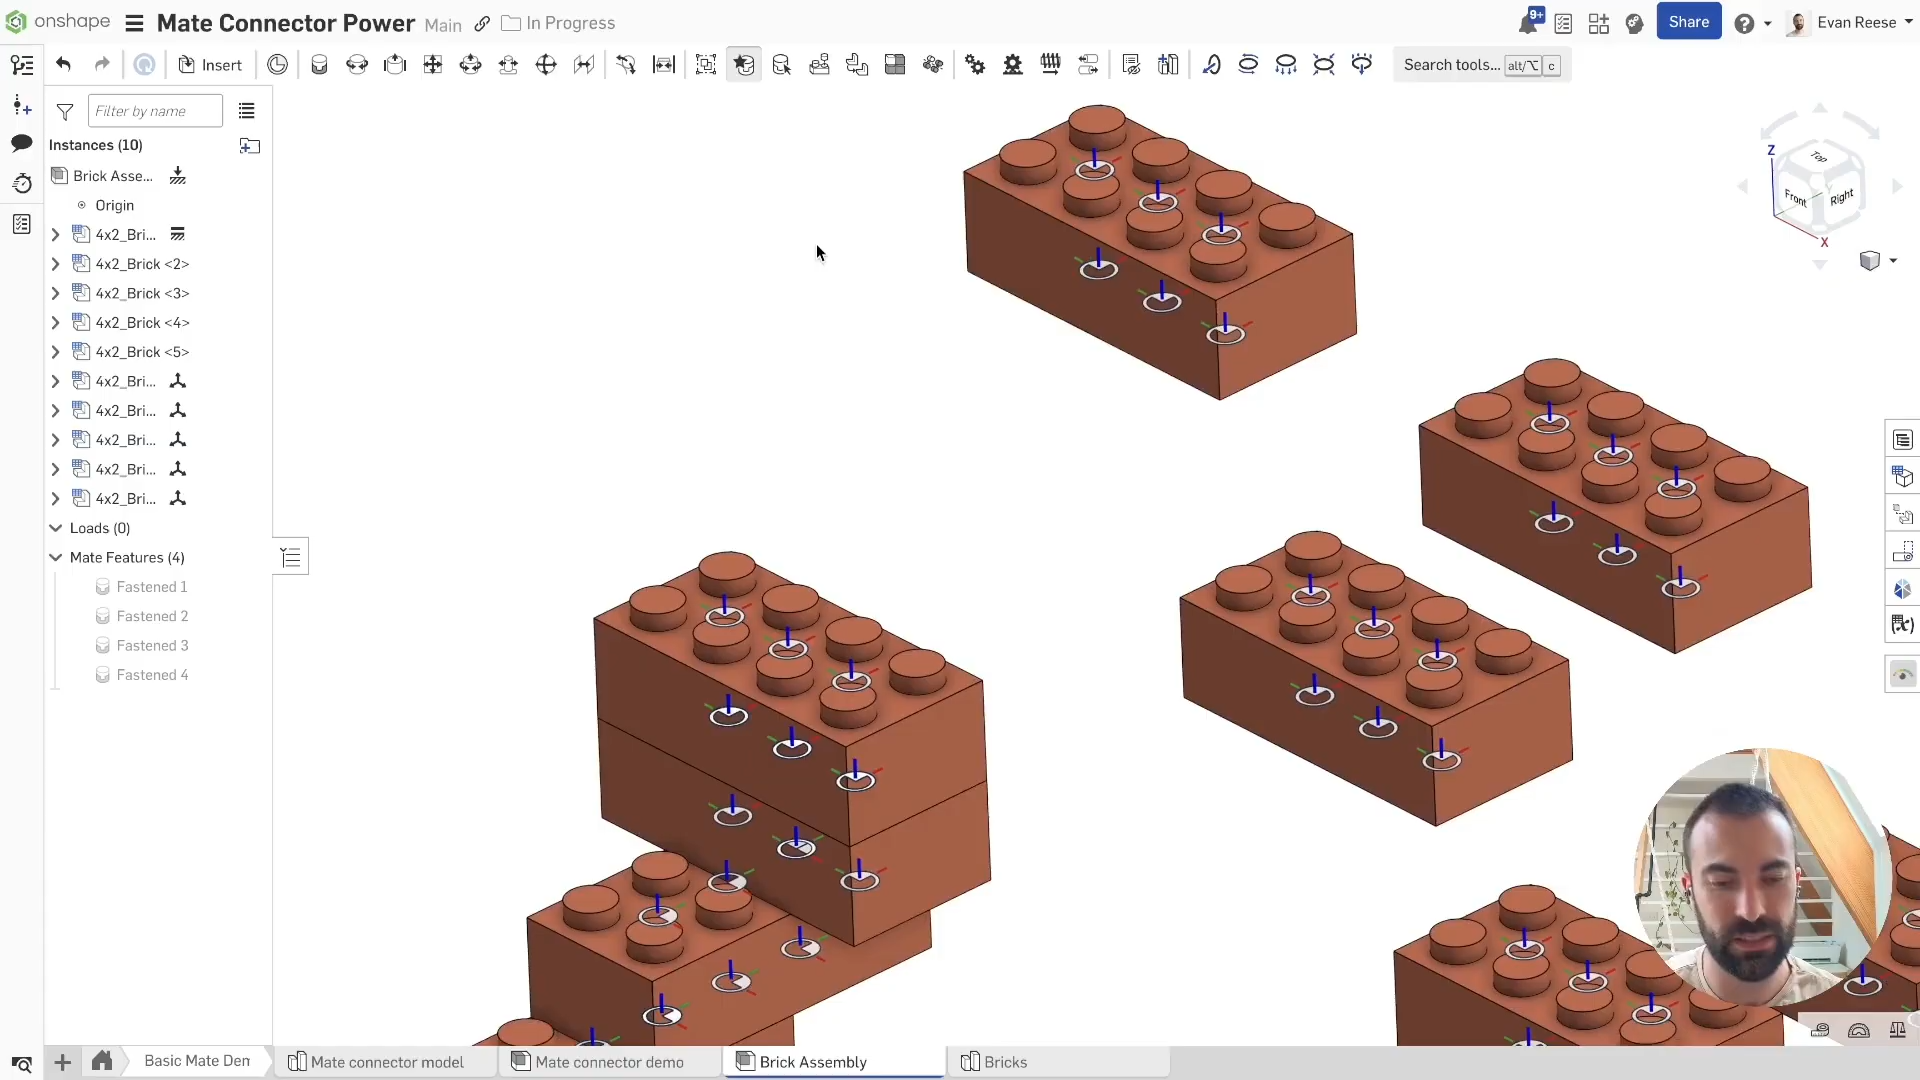 onshape
Mate Connector Power Main In Progress
9+
Share
Evan Reese
Insert
Search tools... alt/⌥ c
Filter by name
Instances (10)
Brick Asse...
Origin
4x2_Bri...
4x2_Brick <2>
4x2_Brick <3>
4x2_Brick <4>
4x2_Brick <5>
4x2_Bri...
4x2_Bri...
4x2_Bri...
4x2_Bri...
4x2_Bri...
Loads (0)
Mate Features (4)
Fastened 1
Fastened 2
Fastened 3
Fastened 4
Z
Top
Front
Right
Y
X
(x)
Basic Mate Den
Mate connector model
Mate connector demo
Brick Assembly
Bricks